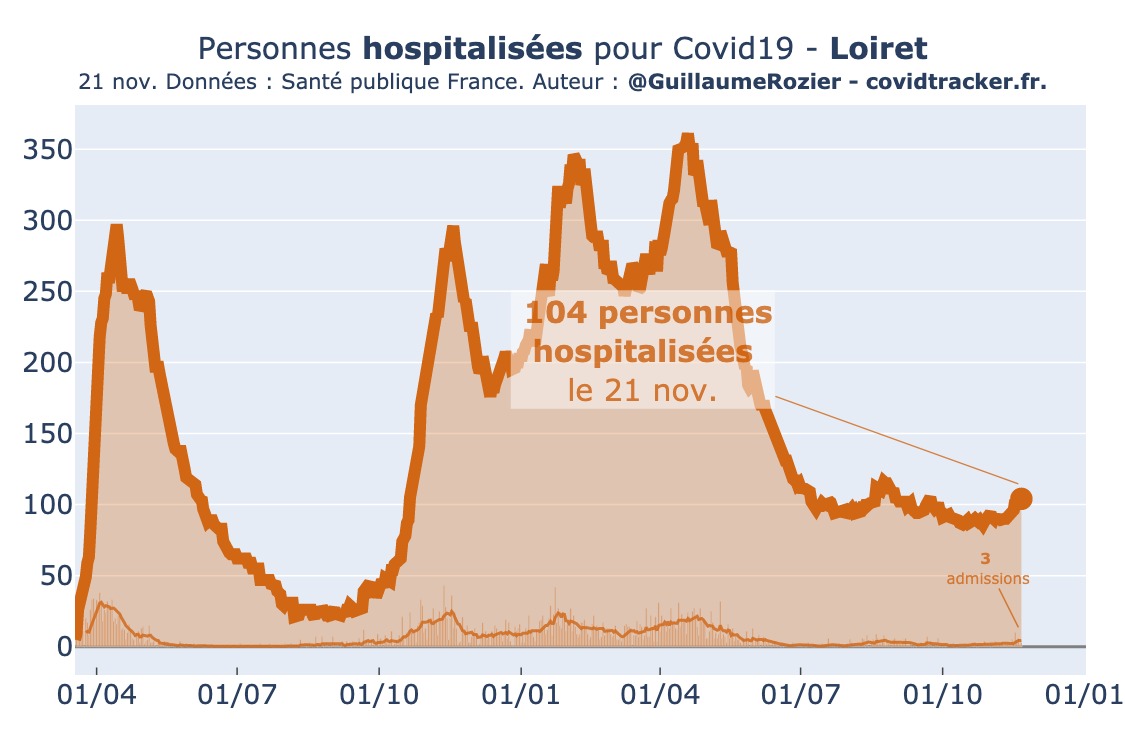 Personnes hospitalisées pour Covid19 - Loiret
21 nov. Données : Santé publique France. Auteur : @GuillaumeRozier - covidtracker.fr.
350
300
250
200
150
100
50
0
104 personnes
hospitalisées
le 21 nov.
3
admissions
01/04
01/07
01/10
01/01
01/04
01/07
01/10
01/01